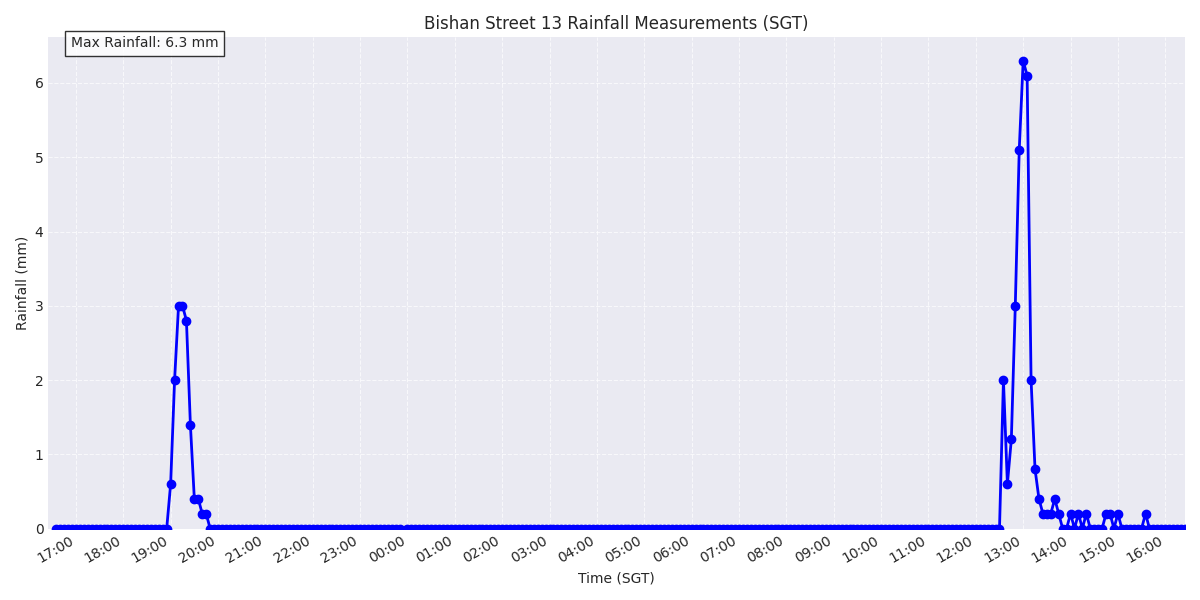 Bishan Street 13 Rainfall Measurements (SGT)
Max Rainfall: 6.3 mm
Rainfall (mm)
6
5
4
3
2
1
0
17:00 18:00 19:00 20:00 21:00 22:00 23:00 00:00 01:00 02:00 03:00 04:00 05:00 06:00 07:00 08:00 09:00 10:00 11:00 12:00 13:00 14:00 15:00 16:00
Time (SGT)